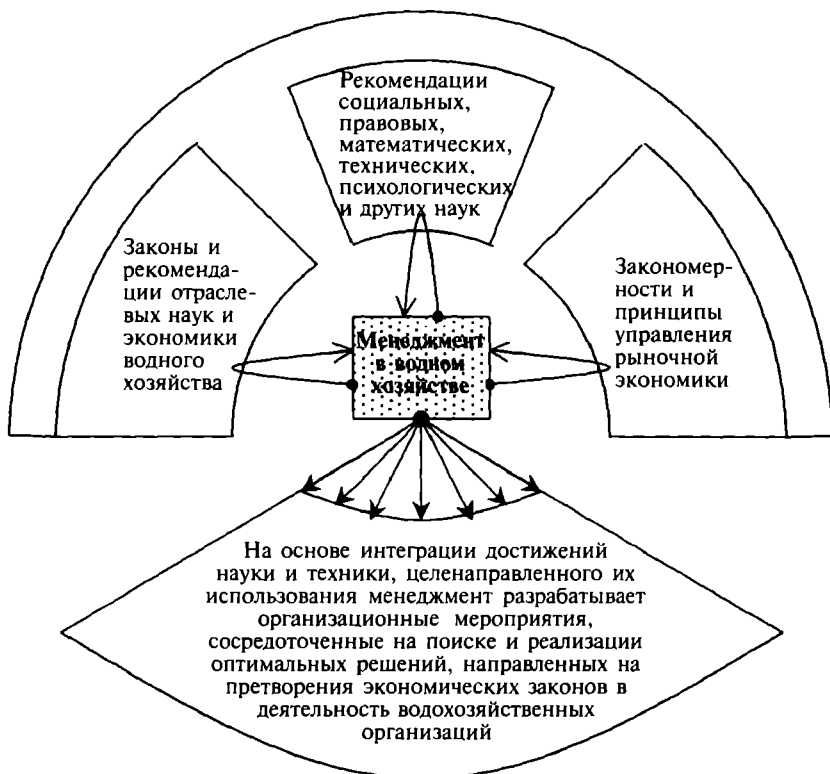 Рекомендации
социальных,
правовых,
математических,
технических,
психологических
и других наук
Законы и
рекоменда-
ции отрасле-
вых наук и
экономики
водного
хозяйства
Менеджмент
в водном
хозяйстве
Закономер-
ности и
принципы
управления
рыночной
экономики
На основе интеграции достижений
науки и техники, целенаправленного их
использования менеджмент разрабатывает
организационные мероприятия,
сосредоточенные на поиске и реализации
оптимальных решений, направленных на
претворения экономических законов в
деятельность водохозяйственных
организаций